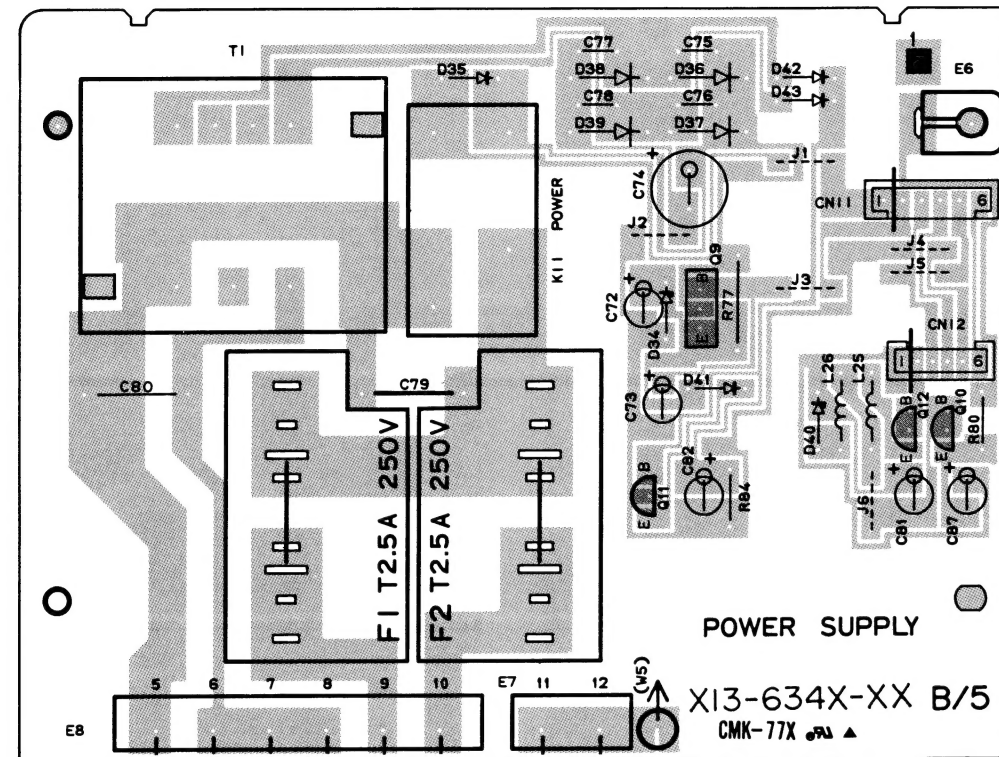 T1
D35
C77
C75
D38
D36
D42
D43
C78
C76
D39
D37
1
E6
J1
C74
CN11
1
6
K11 POWER
J2
J4
J5
Q9
B
E
C72
D34
R77
J3
CN12
1
6
C80
C79
C73
D41
D40
L26
L25
B
E
Q12
B
E
Q10
R80
F1 T2.5A 250V
F2 T2.5A 250V
B
E
Q11
C82
R84
J6
C81
C87
POWER SUPPLY
5
6
7
8
9
10
E7
11
12
(W5)
X13-634X-XX B/5
E8
CMK-77X